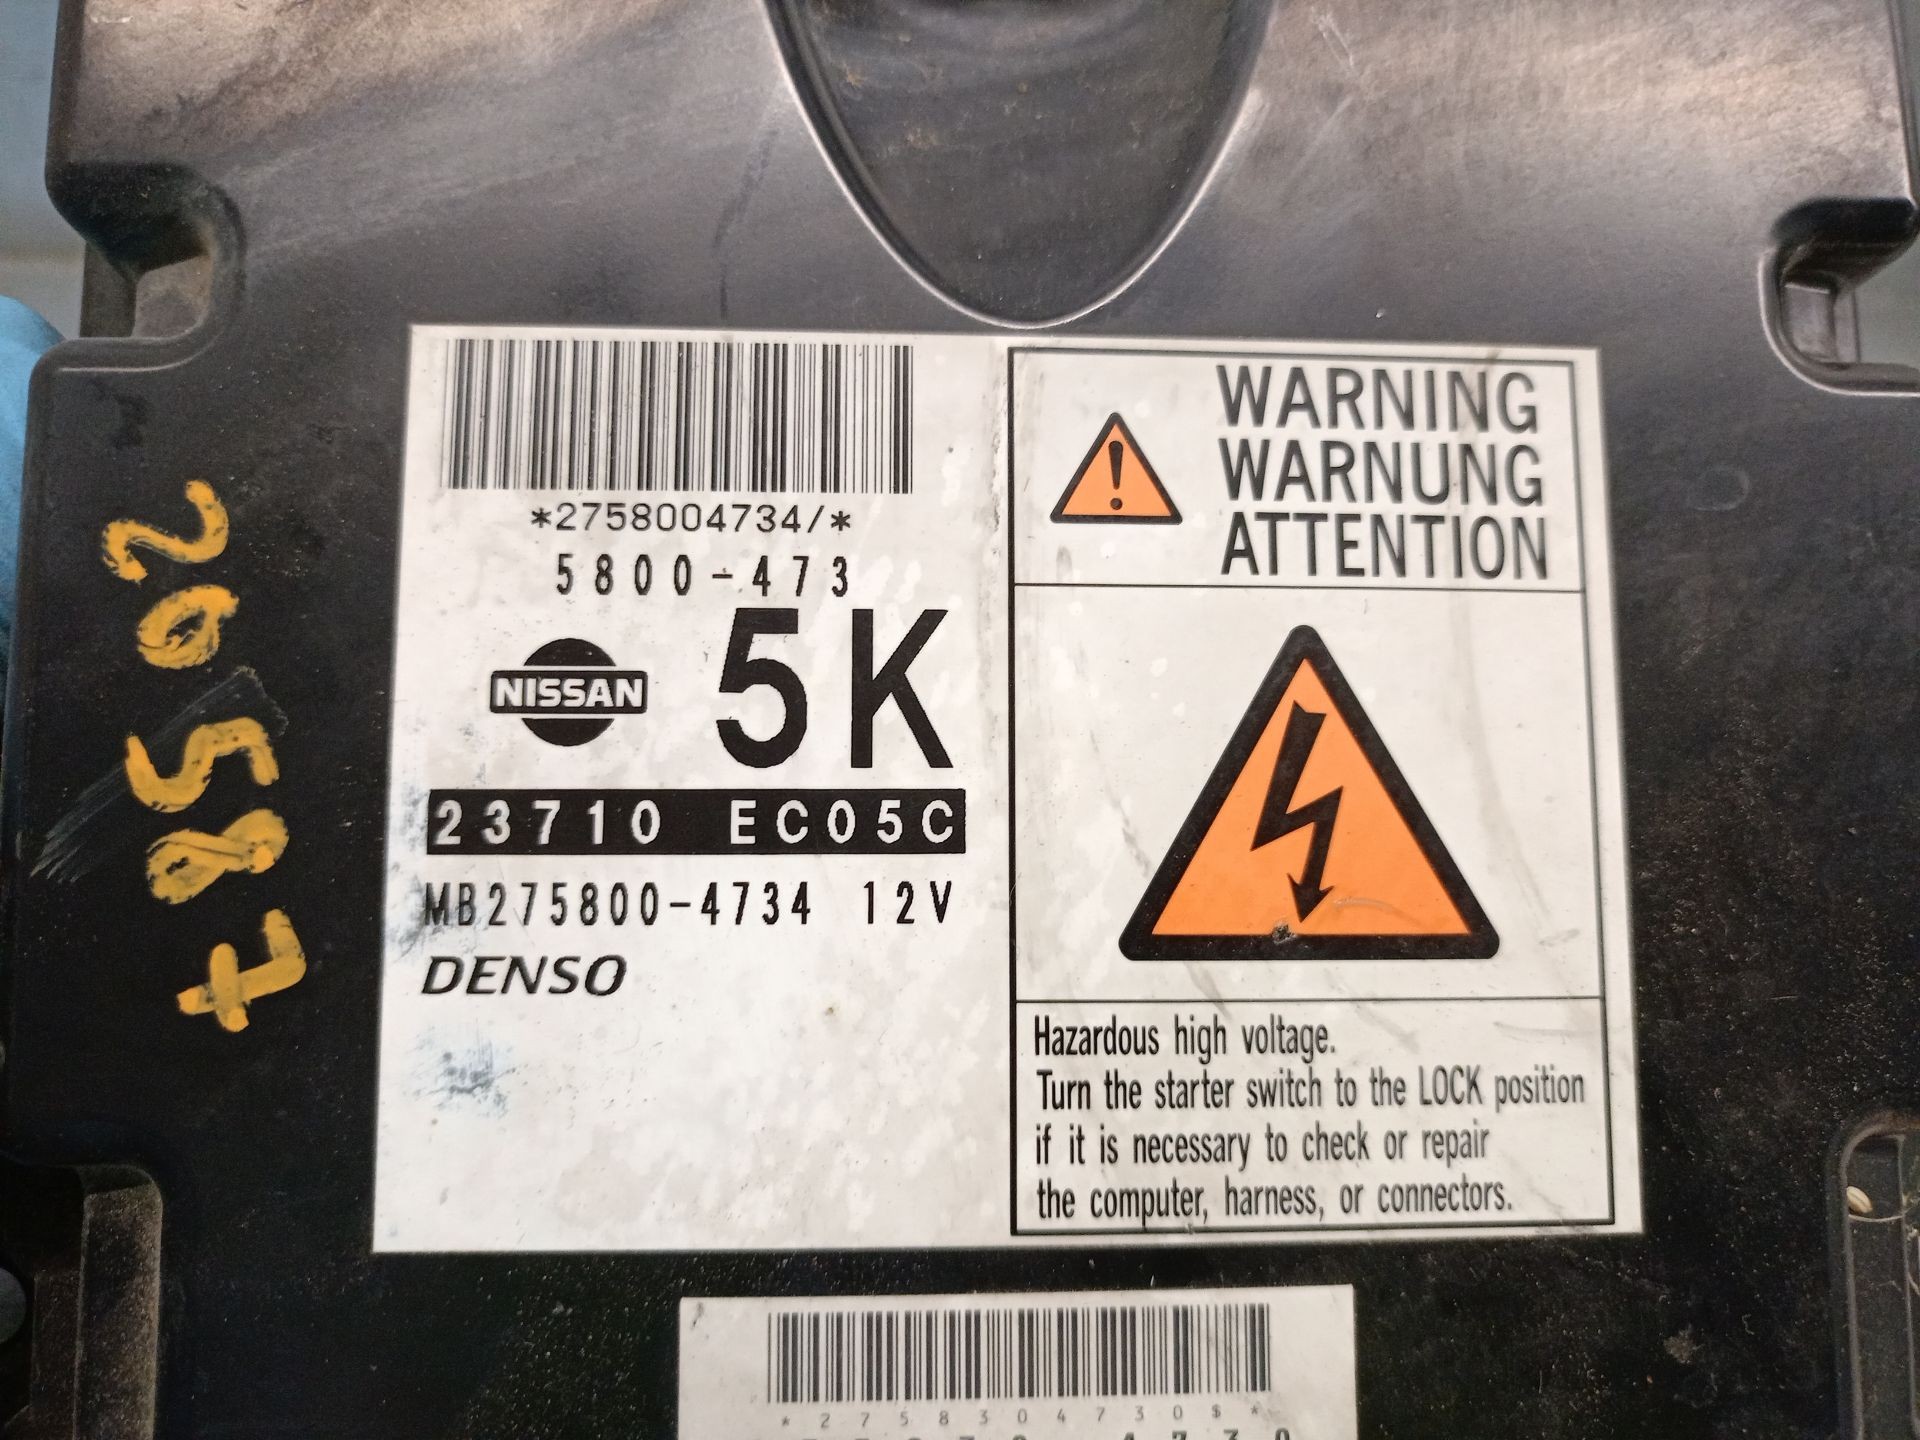 *2758004734/*
5800-473
NISSAN
5K
23710 EC05C
MB275800-4734 12V
DENSO
WARNING
WARNUNG
ATTENTION
Hazardous high voltage.
Turn the starter switch to the LOCK position
if it is necessary to check or repair
the computer, harness, or connectors.
20587
*2758304730$*